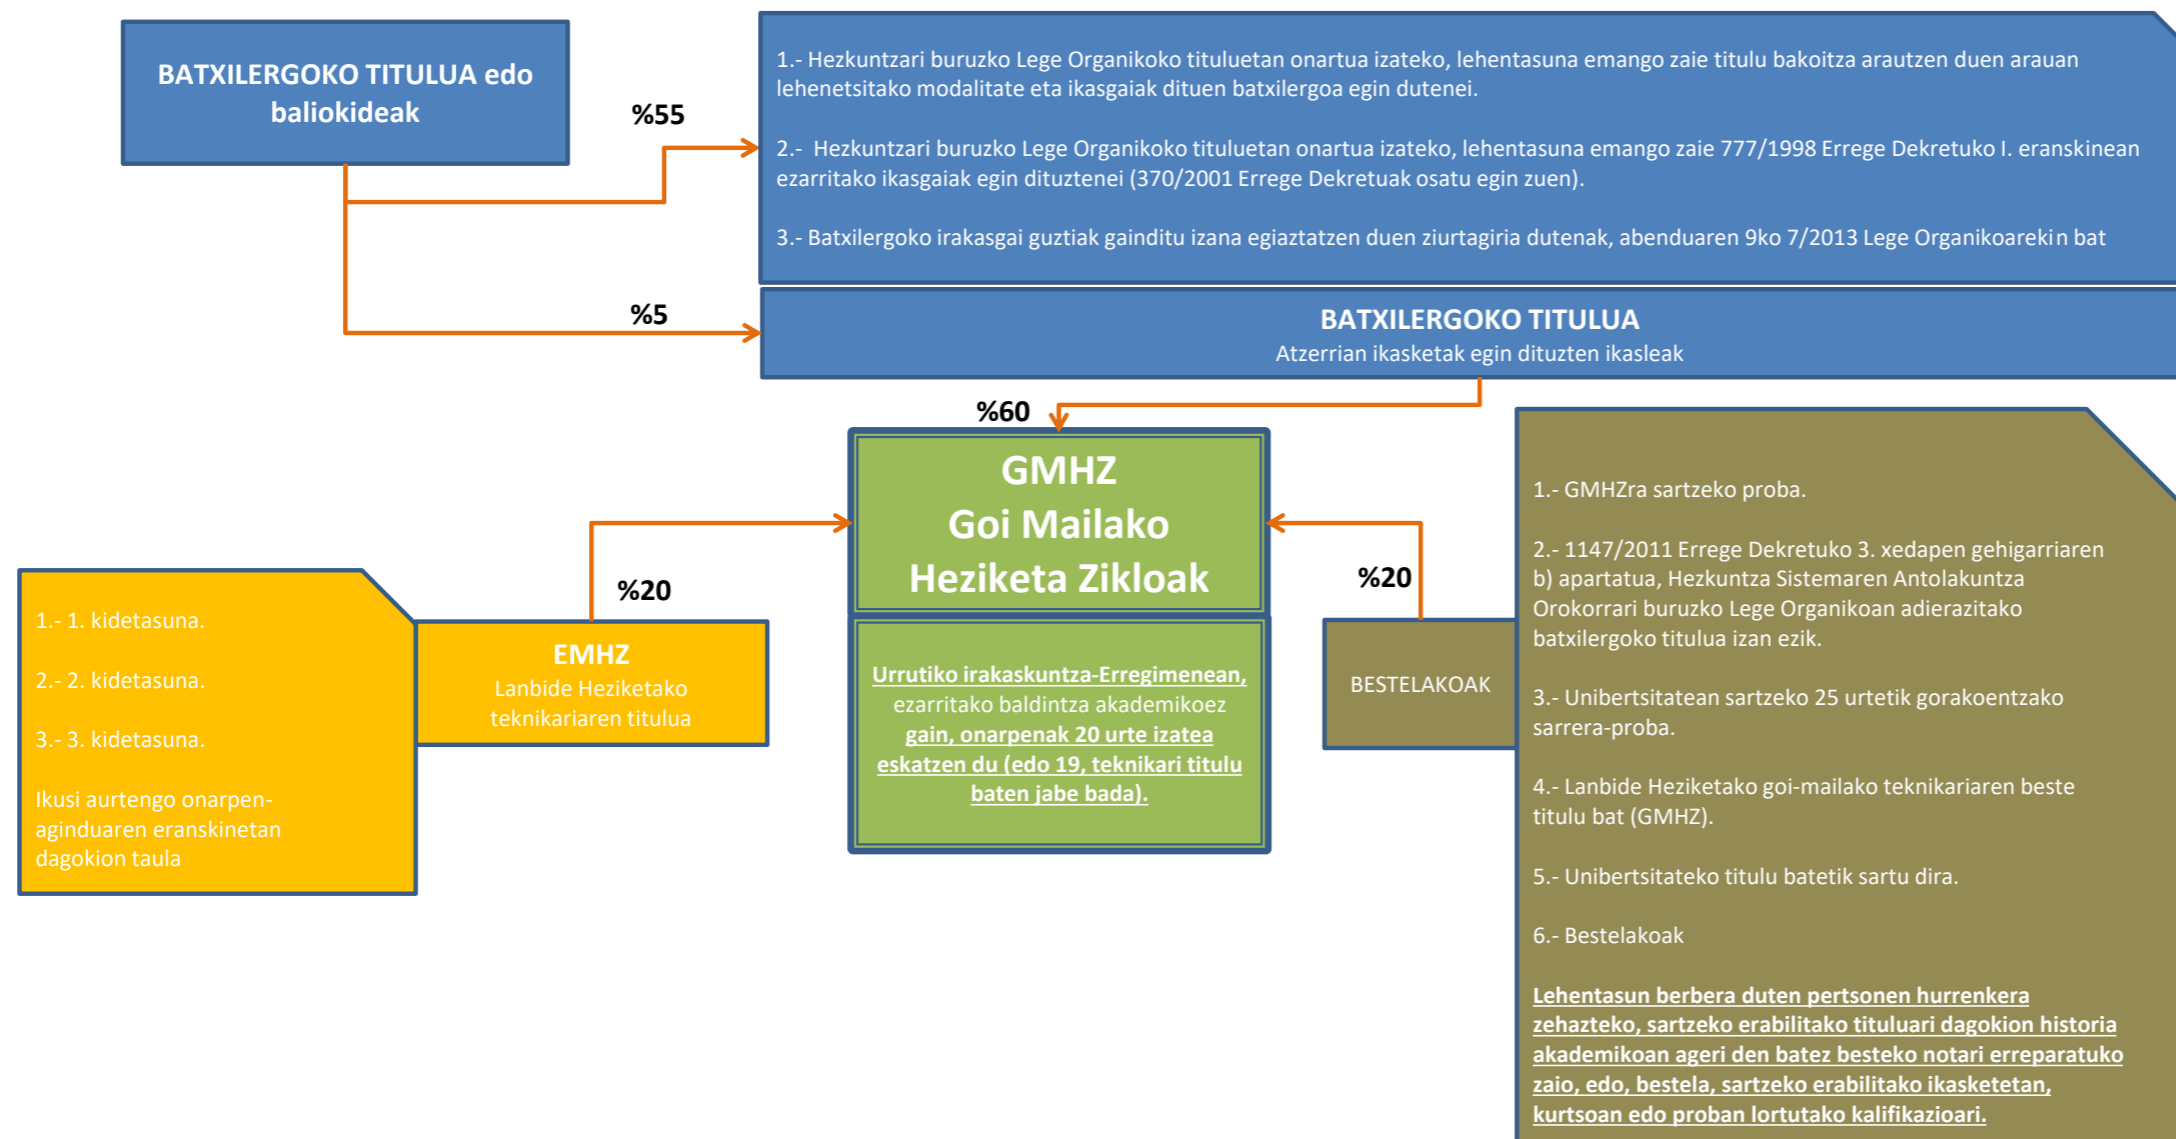 BATXILERGOKO TITULUA edo
baliokideak
%55
1.- Hezkuntzari buruzko Lege Organikoko tituluetan onartua izateko, lehentasuna emango zaie titulu bakoitza arautzen duen arauan
lehenetsitako modalitate eta ikasgaiak dituen batxilergoa egin dutenei.
2.- Hezkuntzari buruzko Lege Organikoko tituluetan onartua izateko, lehentasuna emango zaie 777/1998 Errege Dekretuko I. eranskinean
ezarritako ikasgaiak egin dituztenei (370/2001 Errege Dekretuak osatu egin zuen).
3.- Batxilergoko irakasgai guztiak gainditu izana egiaztatzen duen ziurtagiria dutenak, abenduaren 9ko 7/2013 Lege Organikoarekin bat
%5
BATXILERGOKO TITULUA
Atzerrian ikasketak egin dituzten ikasleak
%60
GMHZ
Goi Mailako
Heziketa Zikloak
Urrutiko irakaskuntza-Erregimenean,
ezarritako baldintza akademikoez
gain, onarpenak 20 urte izatea
eskatzen du (edo 19, teknikari titulu
baten jabe bada).
%20
1.- 1. kidetasuna.
2.- 2. kidetasuna.
3.- 3. kidetasuna.
Ikusi aurtengo onarpen-
aginduaren eranskinetan
dagokion taula
EMHZ
Lanbide Heziketako
teknikariaren titulua
%20
BESTELAKOAK
1.- GMHZra sartzeko proba.
2.- 1147/2011 Errege Dekretuko 3. xedapen gehigarriaren
b) apartatua, Hezkuntza Sistemaren Antolakuntza
Orokorrari buruzko Lege Organikoan adierazitako
batxilergoko titulua izan ezik.
3.- Unibertsitatean sartzeko 25 urtetik gorakoentzako
sarrera-proba.
4.- Lanbide Heziketako goi-mailako teknikariaren beste
titulu bat (GMHZ).
5.- Unibertsitateko titulu batetik sartu dira.
6.- Bestelakoak
Lehentasun berbera duten pertsonen hurrenkera
zehazteko, sartzeko erabilitako tituluari dagokion historia
akademikoan ageri den batez besteko notari erreparatuko
zaio, edo, bestela, sartzeko erabilitako ikasketetan,
kurtsoan edo proban lortutako kalifikazioari.